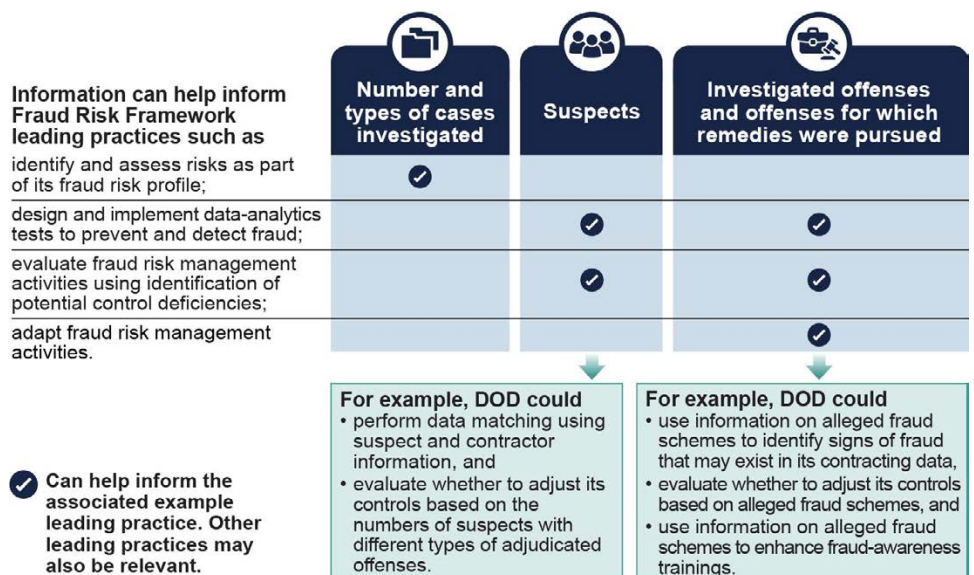 Number and
types of cases
investigated
Suspects
Investigated offenses
and offenses for which
remedies were pursued
Information can help inform
Fraud Risk Framework
leading practices such as
identify and assess risks as part
of its fraud risk profile;
design and implement data-analytics
tests to prevent and detect fraud;
evaluate fraud risk management
activities using identification of
potential control deficiencies;
adapt fraud risk management
activities.
For example, DOD could
• perform data matching using
suspect and contractor
information, and
• evaluate whether to adjust its
controls based on the
numbers of suspects with
different types of adjudicated
offenses.
For example, DOD could
• use information on alleged fraud
schemes to identify signs of fraud
that may exist in its contracting data,
• evaluate whether to adjust its controls
based on alleged fraud schemes, and
• use information on alleged fraud
schemes to enhance fraud-awareness
trainings.
Can help inform the
associated example
leading practice. Other
leading practices may
also be relevant.